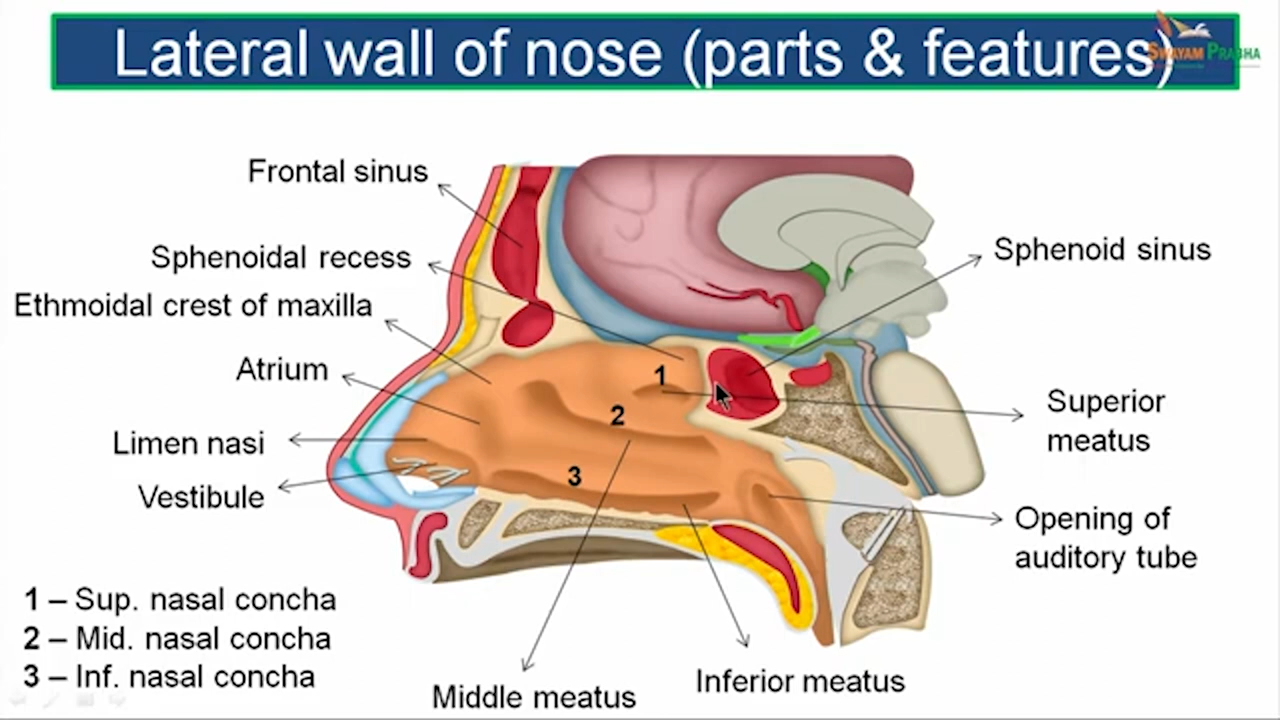 Lateral wall of nose (parts & features)
SWAYAM PRABHA
Frontal sinus
Sphenoidal recess
Ethmoidal crest of maxilla
Atrium
Limen nasi
Vestibule
Sphenoid sinus
Superior
meatus
Opening of
auditory tube
1
2
3
1 – Sup. nasal concha
2 – Mid. nasal concha
3 – Inf. nasal concha
Middle meatus
Inferior meatus